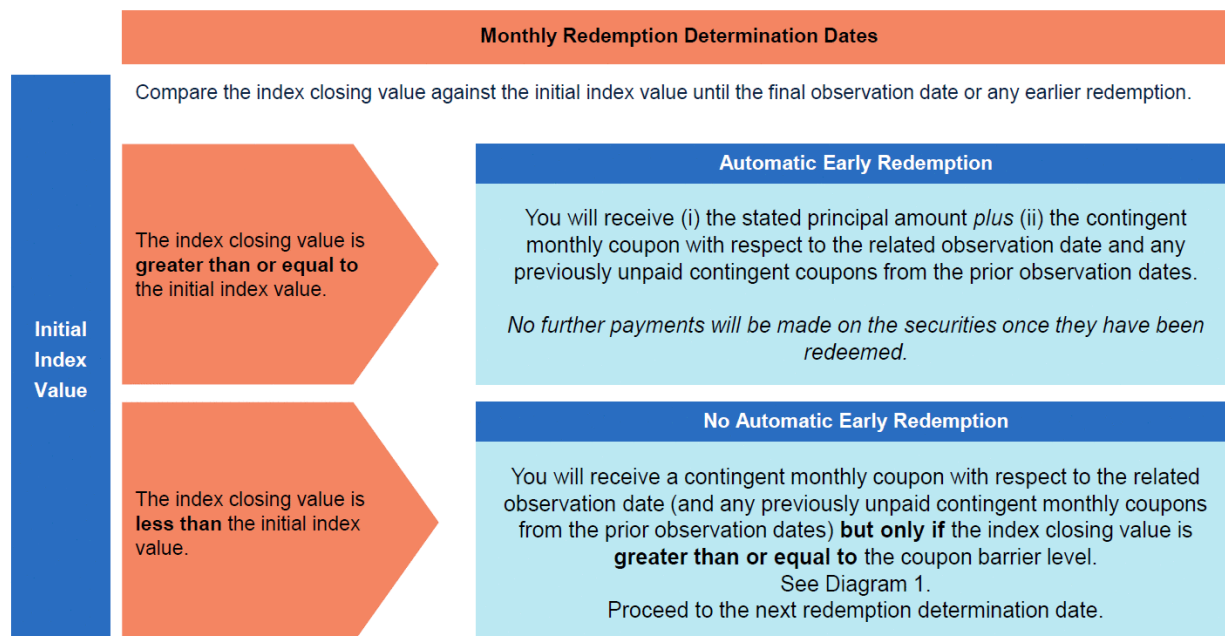 Monthly Redemption Determination Dates
Compare the index closing value against the initial index value until the final observation date or any earlier redemption.
Initial
Index
Value
The index closing value is
greater than or equal to
the initial index value.
Automatic Early Redemption
You will receive (i) the stated principal amount plus (ii) the contingent
monthly coupon with respect to the related observation date and any
previously unpaid contingent coupons from the prior observation dates.
No further payments will be made on the securities once they have been
redeemed.
The index closing value is
less than the initial index
value.
No Automatic Early Redemption
You will receive a contingent monthly coupon with respect to the related
observation date (and any previously unpaid contingent monthly coupons
from the prior observation dates) but only if the index closing value is
greater than or equal to the coupon barrier level.
See Diagram 1.
Proceed to the next redemption determination date.